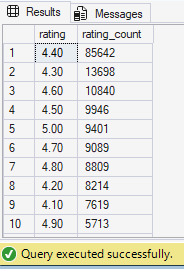 Results Messages
rating rating_count
1 4.40 85642
2 4.30 13698
3 4.60 10840
4 4.50 9946
5 5.00 9401
6 4.70 9089
7 4.80 8809
8 4.20 8214
9 4.10 7619
10 4.90 5713
Query executed successfully.